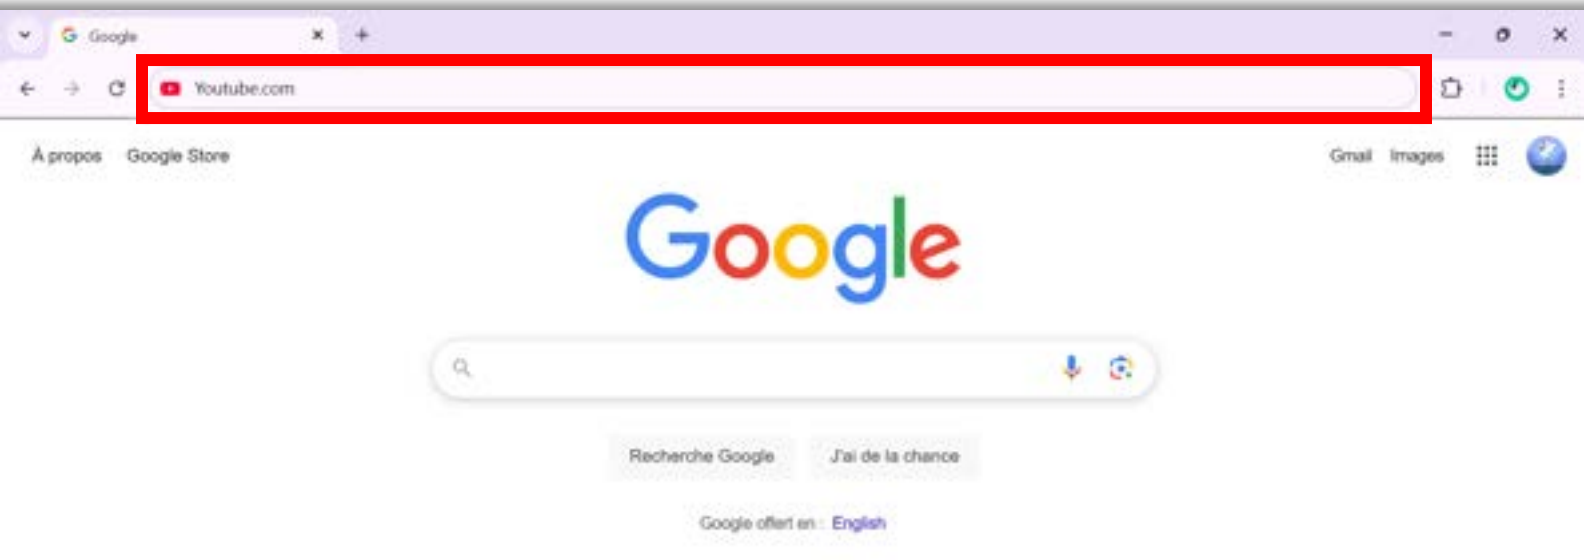 Google
Youtube.com
À propos Google Store Gmail Images
Google
Recherche Google J'ai de la chance
Google offert en : English